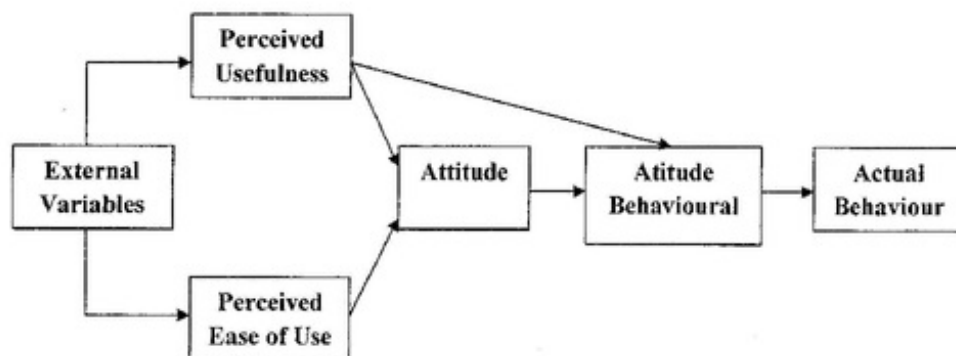 Perceived
Usefulness
External
Variables
Attitude
Atitude
Behavioural
Actual
Behaviour
Perceived
Ease of Use